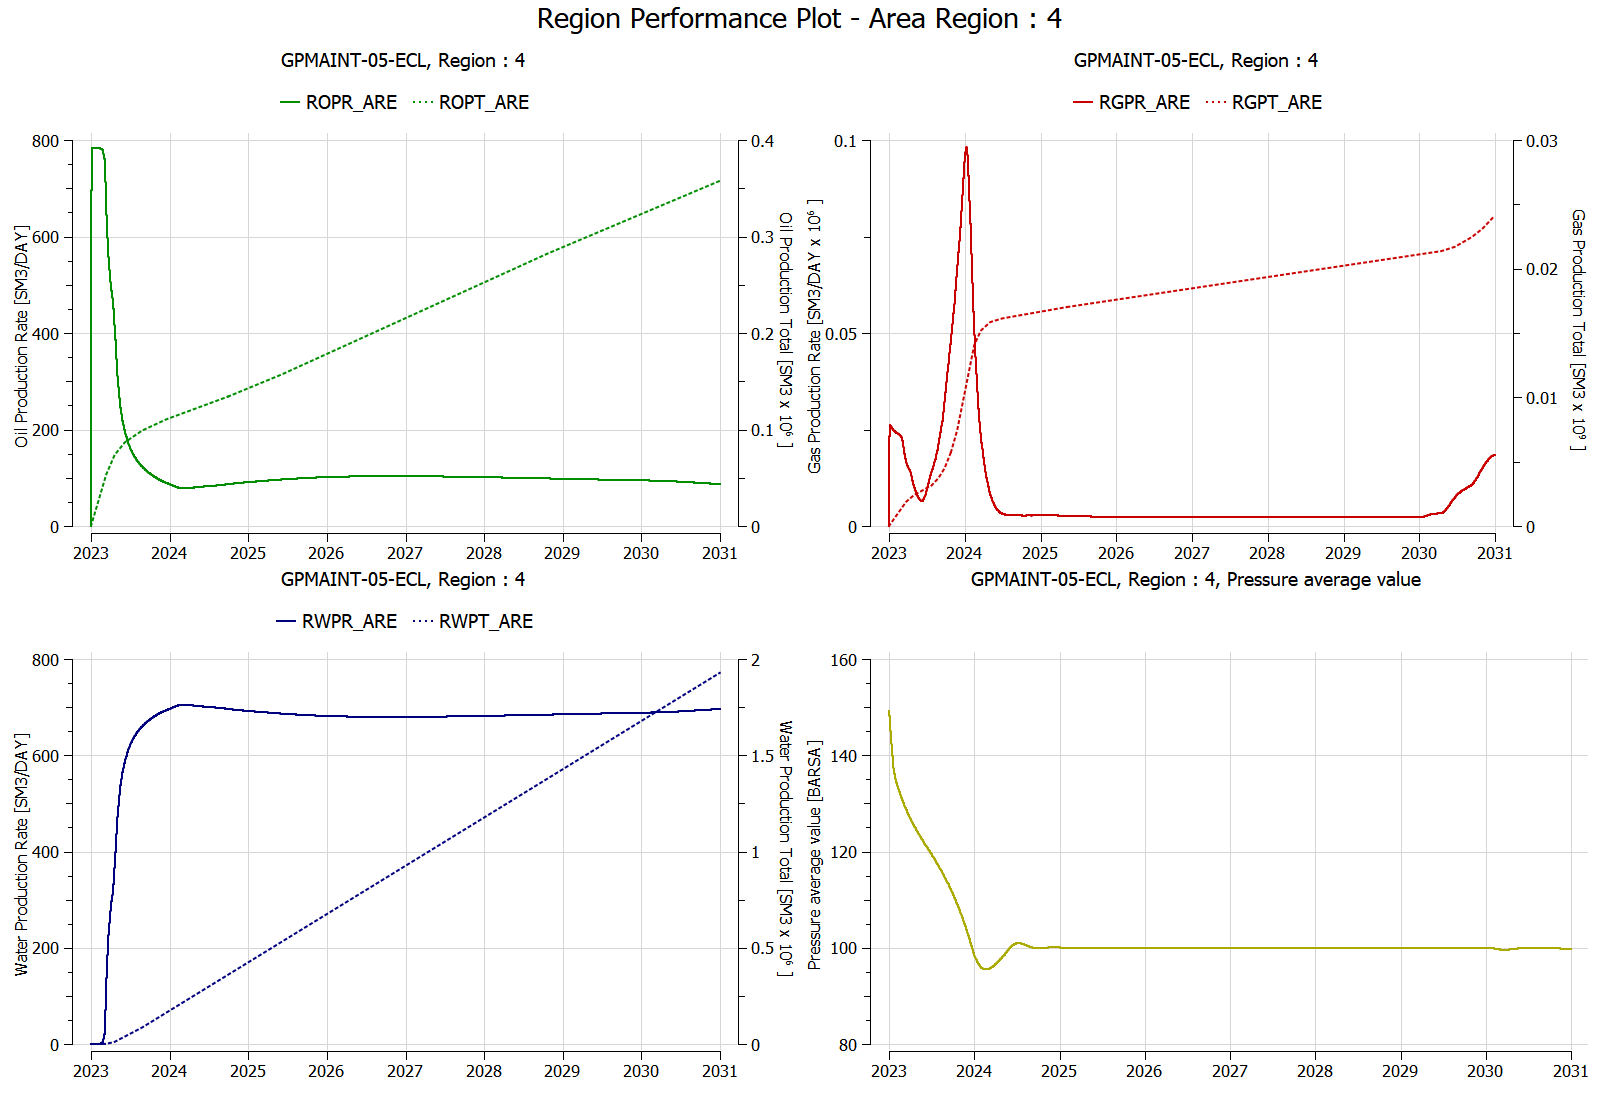 Region Performance Plot - Area Region : 4
GPMAINT-05-ECL, Region : 4
ROPR_ARE ROPT_ARE
800
600
400
200
0
0.4
0.3
0.2
0.1
0
Oil Production Rate [SM3/DAY]
Oil Production Total [SM3 x 10⁶ ]
2023 2024 2025 2026 2027 2028 2029 2030 2031
GPMAINT-05-ECL, Region : 4
RGPR_ARE RGPT_ARE
0.1
0.05
0
0.03
0.02
0.01
0
Gas Production Rate [SM3/DAY x 10⁶ ]
Gas Production Total [SM3 x 10⁹ ]
2023 2024 2025 2026 2027 2028 2029 2030 2031
GPMAINT-05-ECL, Region : 4
RWPR_ARE RWPT_ARE
800
600
400
200
0
2
1.5
1
0.5
0
Water Production Rate [SM3/DAY]
Water Production Total [SM3 x 10⁶ ]
2023 2024 2025 2026 2027 2028 2029 2030 2031
GPMAINT-05-ECL, Region : 4, Pressure average value
160
140
120
100
80
Pressure average value [BARSA]
2023 2024 2025 2026 2027 2028 2029 2030 2031